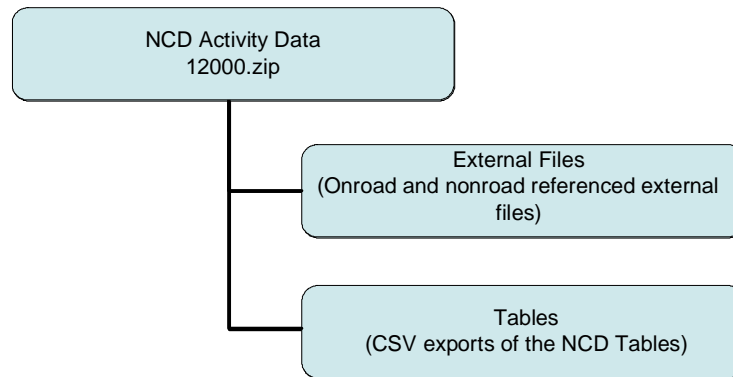 NCD Activity Data
12000.zip
External Files
(Onroad and nonroad referenced external
files)
Tables
(CSV exports of the NCD Tables)